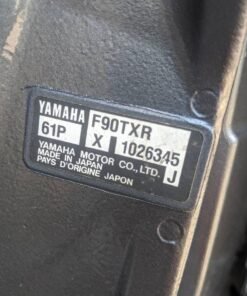 YAMAHA F90TXR
61P X 1026345 J
YAMAHA MOTOR CO., LTD.
MADE IN JAPAN
PAYS D'ORIGINE JAPON